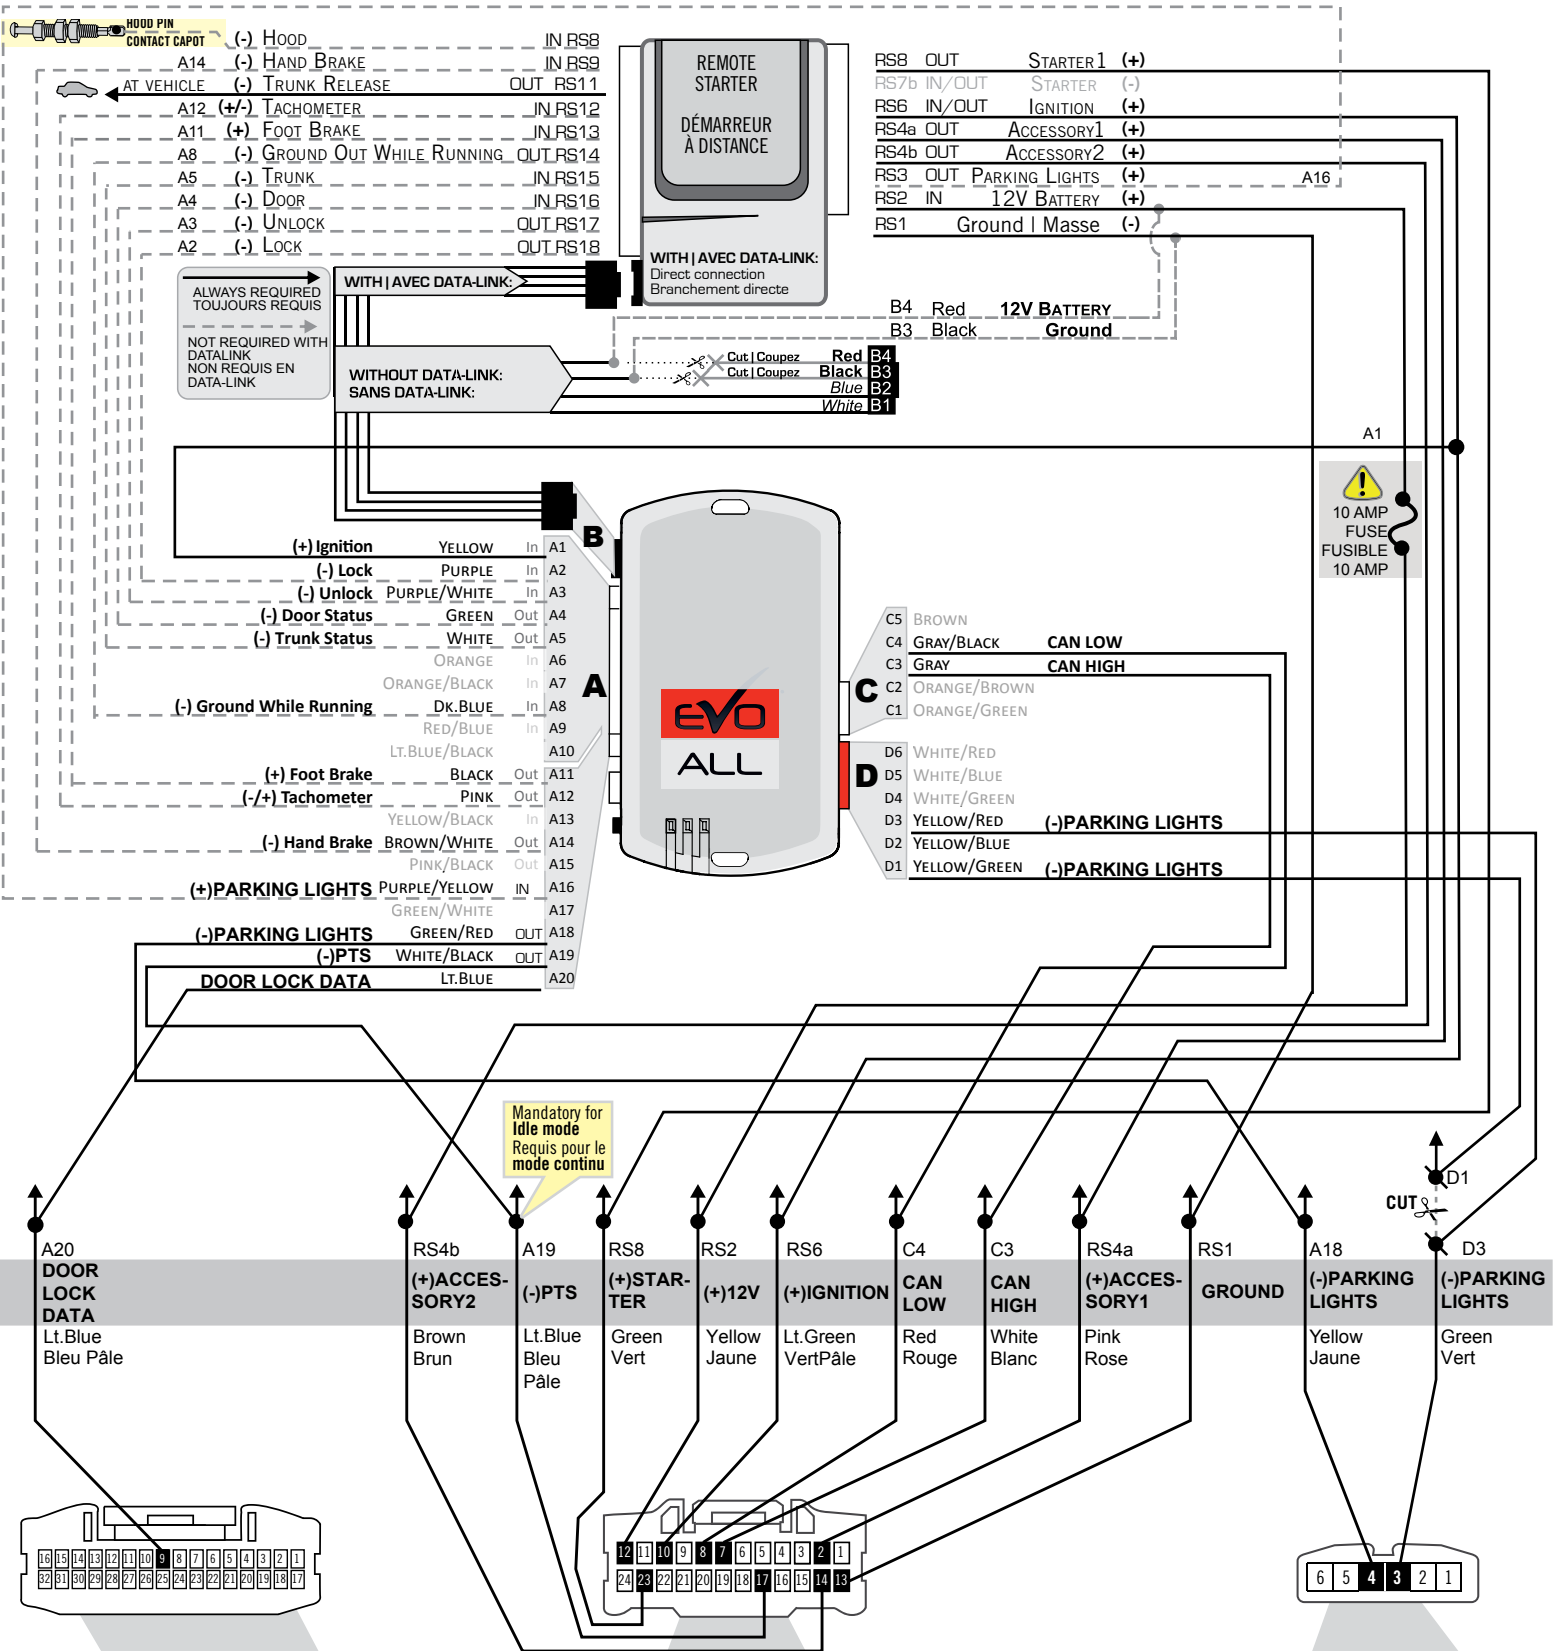 HOOD PIN
CONTACT CAPOT
(-) HOOD IN RS8
A14 (-) HAND BRAKE IN RS9
AT VEHICLE (-) TRUNK RELEASE OUT RS11
A12 (+/-) TACHOMETER IN RS12
A11 (+) FOOT BRAKE IN RS13
A8 (-) GROUND OUT WHILE RUNNING OUT RS14
A5 (-) TRUNK IN RS15
A4 (-) DOOR IN RS16
A3 (-) UNLOCK OUT RS17
A2 (-) LOCK OUT RS18
REMOTE
STARTER
DÉMARREUR
À DISTANCE
WITH | AVEC DATA-LINK:
Direct connection
Branchement directe
RS8 OUT STARTER1 (+)
RS7b IN/OUT STARTER (-)
RS6 IN/OUT IGNITION (+)
RS4a OUT ACCESSORY1 (+)
RS4b OUT ACCESSORY2 (+)
RS3 OUT PARKING LIGHTS (+) A16
RS2 IN 12V BATTERY (+)
RS1 Ground | Masse (-)
ALWAYS REQUIRED
TOUJOURS REQUIS
NOT REQUIRED WITH
DATALINK
NON REQUIS EN
DATA-LINK
WITH | AVEC DATA-LINK:
WITHOUT DATA-LINK:
SANS DATA-LINK:
B4 Red 12V BATTERY
B3 Black Ground
Cut | Coupez Red B4
Cut | Coupez Black B3
Blue B2
White B1
A1
10 AMP
FUSE
FUSIBLE
10 AMP
B
A
C
D
EVO
ALL
(+) Ignition YELLOW In A1
(-) Lock PURPLE In A2
(-) Unlock PURPLE/WHITE In A3
(-) Door Status GREEN Out A4
(-) Trunk Status WHITE Out A5
ORANGE In A6
ORANGE/BLACK In A7
(-) Ground While Running DK.BLUE In A8
RED/BLUE In A9
LT.BLUE/BLACK A10
(+) Foot Brake BLACK Out A11
(-/+) Tachometer PINK Out A12
YELLOW/BLACK In A13
(-) Hand Brake BROWN/WHITE Out A14
PINK/BLACK Out A15
(+)PARKING LIGHTS PURPLE/YELLOW IN A16
GREEN/WHITE A17
(-)PARKING LIGHTS GREEN/RED OUT A18
(-)PTS WHITE/BLACK OUT A19
DOOR LOCK DATA LT.BLUE A20
C5 BROWN
C4 GRAY/BLACK CAN LOW
C3 GRAY CAN HIGH
C2 ORANGE/BROWN
C1 ORANGE/GREEN
D6 WHITE/RED
D5 WHITE/BLUE
D4 WHITE/GREEN
D3 YELLOW/RED (-)PARKING LIGHTS
D2 YELLOW/BLUE
D1 YELLOW/GREEN (-)PARKING LIGHTS
Mandatory for
Idle mode
Requis pour le
mode continu
D1
CUT
A20
DOOR
LOCK
DATA
Lt.Blue
Bleu Pâle
RS4b
(+)ACCES-
SORY2
Brown
Brun
A19
(-)PTS
Lt.Blue
Bleu
Pâle
RS8
(+)STAR-
TER
Green
Vert
RS2
(+)12V
Yellow
Jaune
RS6
(+)IGNITION
Lt.Green
VertPâle
C4
CAN
LOW
Red
Rouge
C3
CAN
HIGH
White
Blanc
RS4a
(+)ACCES-
SORY1
Pink
Rose
RS1
GROUND
A18
(-)PARKING
LIGHTS
Yellow
Jaune
D3
(-)PARKING
LIGHTS
Green
Vert
16 15 14 13 12 11 10 9 8 7 6 5 4 3 2 1
32 31 30 29 28 27 26 25 24 23 22 21 20 19 18 17
12 11 10 9 8 7 6 5 4 3 2 1
24 23 22 21 20 19 18 17 16 15 14 13
6 5 4 3 2 1